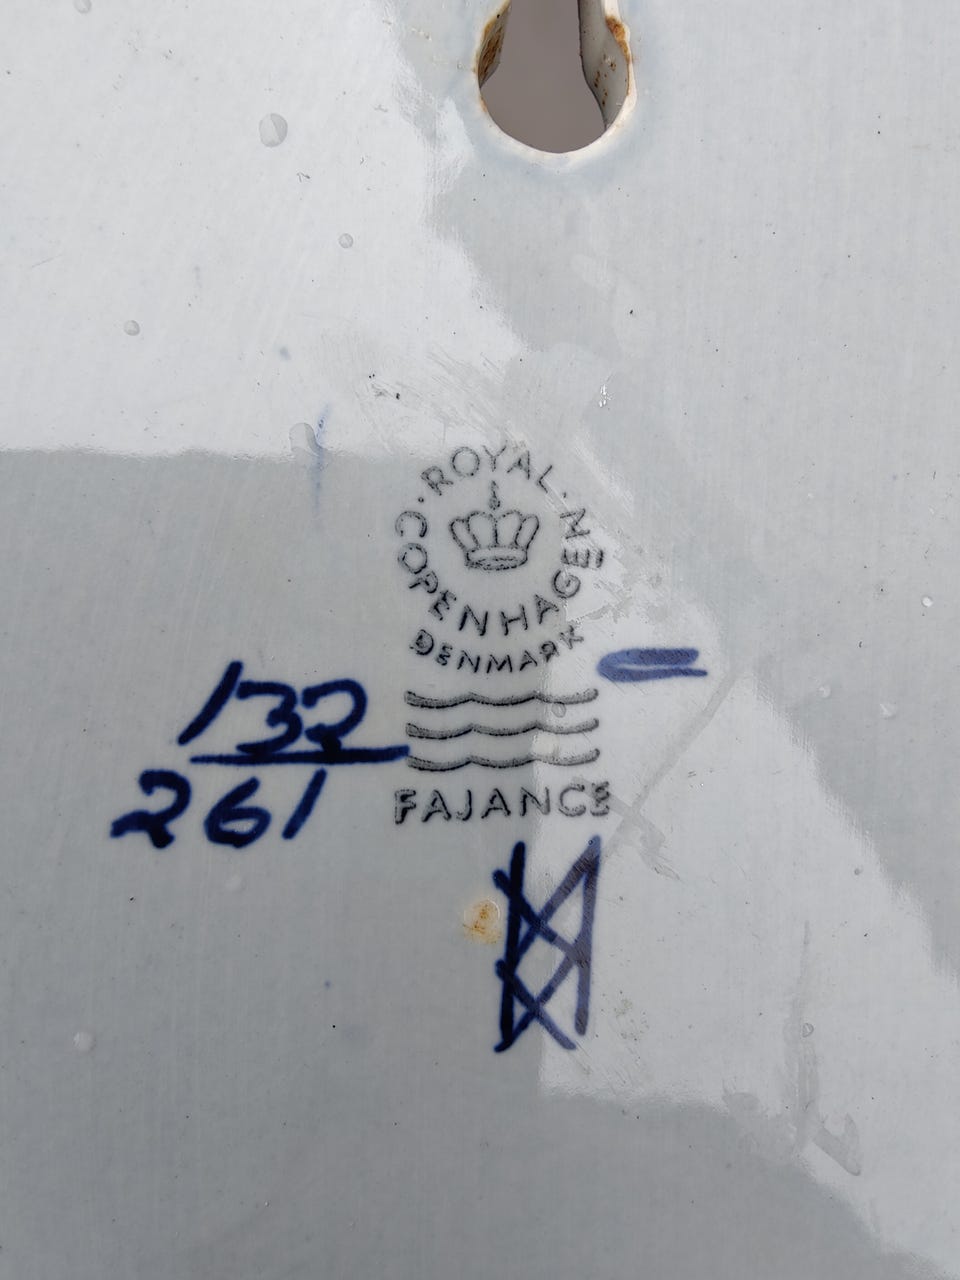 ROYAL
COPENHAGEN
DENMARK
132
261
FAJANCE